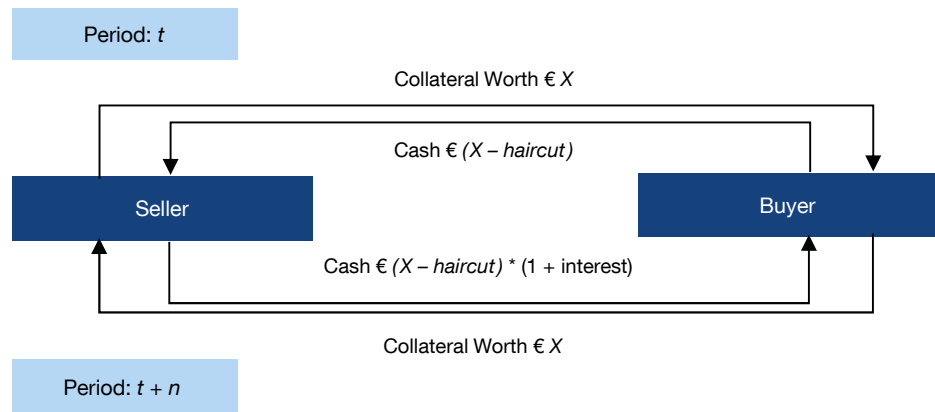 Period: t
Collateral Worth € X
Cash € (X – haircut)
Seller
Buyer
Cash € (X – haircut) * (1 + interest)
Collateral Worth € X
Period: t + n